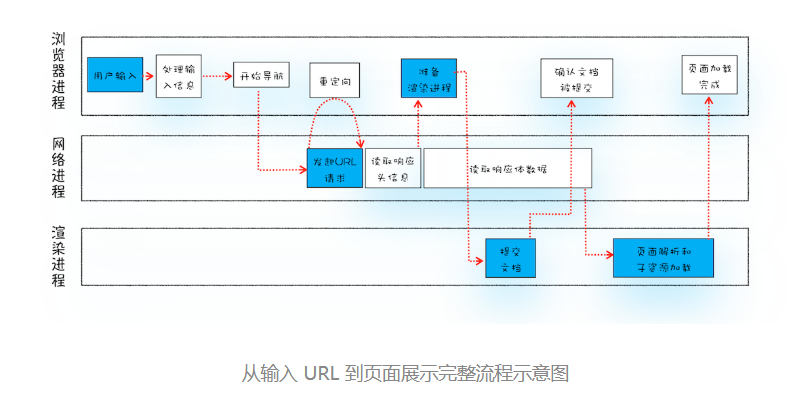 浏览器进程
用户输入
处理输
入信息
开始导航
重定向
准备
渲染进程
确认文档
被提交
页面加载
完成
网络进程
发起URL
请求
读取响应
头信息
读取响应体数据
渲染进程
提交
文档
页面解析和
子资源加载
从输入 URL 到页面展示完整流程示意图